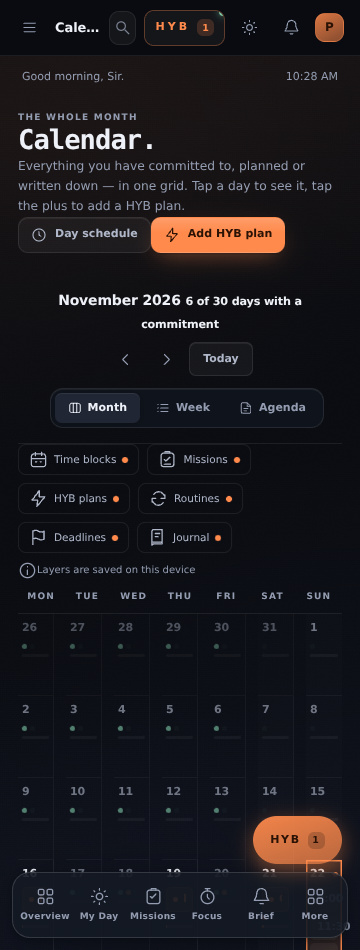 Cale…
HYB 1
P
Good morning, Sir.
10:28 AM
THE WHOLE MONTH
Calendar.
Everything you have committed to, planned or
written down — in one grid. Tap a day to see it, tap
the plus to add a HYB plan.
Day schedule
Add HYB plan
November 2026 6 of 30 days with a
commitment
Today
Month Week Agenda
Time blocks Missions
HYB plans Routines
Deadlines Journal
Layers are saved on this device
MON TUE WED THU FRI SAT SUN
26 27 28 29 30 31 1
2 3 4 5 6 7 8
9 10 11 12 13 14 15
HYB 1
Overview My Day Missions Focus Brief More